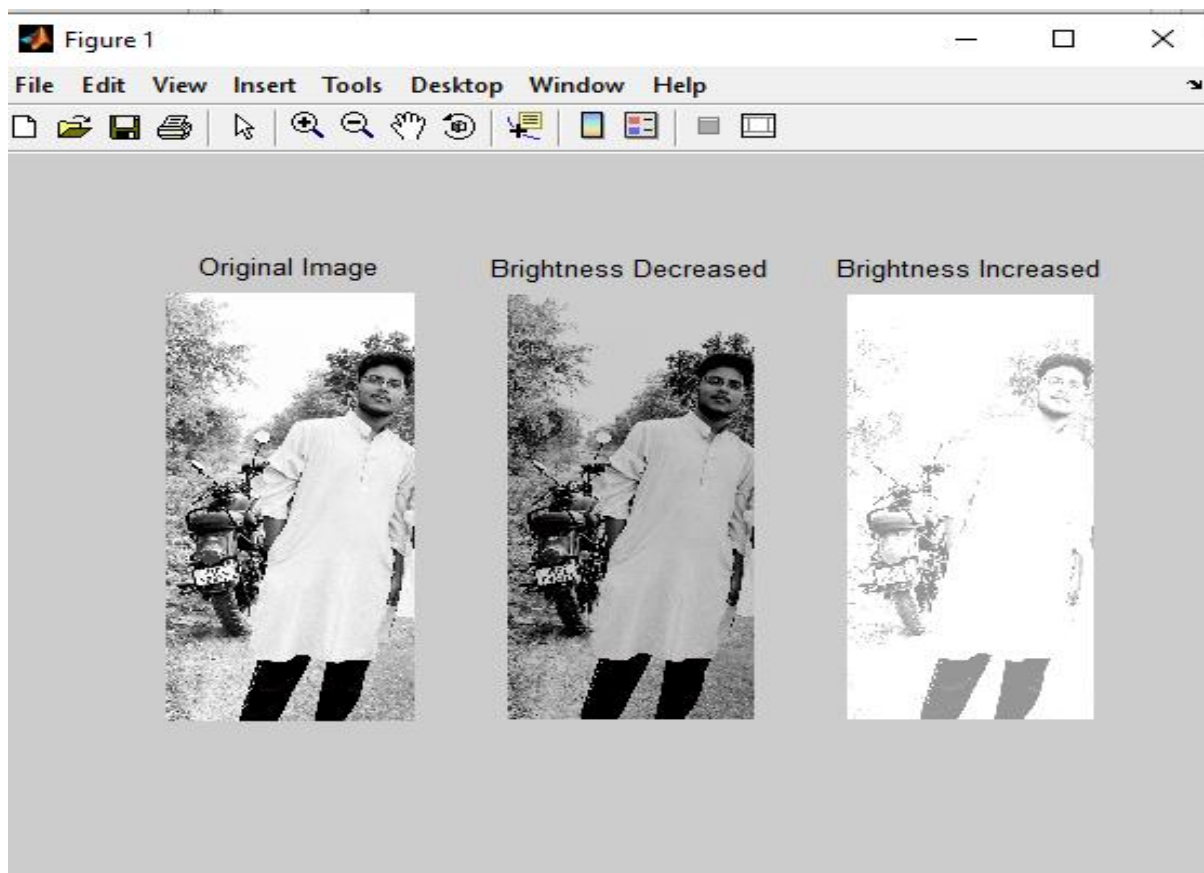 Figure 1
File Edit View Insert Tools Desktop Window Help
Original Image
Brightness Decreased
Brightness Increased